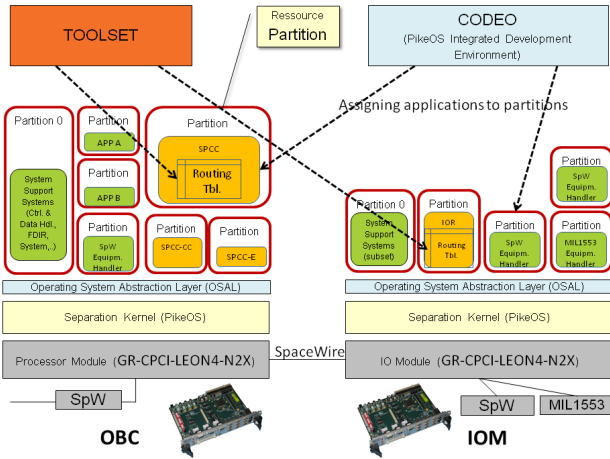 TOOLSET
Ressource
Partition
CODEO
(PikeOS Integrated Development
Environment)
Assigning applications to partitions
Partition 0
System
Support
Systems
(Ctrl. &
Data Hdl.,
FDIR,
System,..)
Partition
APP A
Partition
APP B
Partition
SpW
Equipm.
Handler
Partition
SPCC
Routing
Tbl.
Partition
SPCC-CC
Partition
SPCC-E
Partition 0
System
Support
Systems
(subset)
Partition
IOR
Routing
Tbl.
Partition
SpW
Equipm.
Handler
Partition
SpW
Equipm.
Handler
Partition
MIL1553
Equipm.
Handler
Operating System Abstraction Layer (OSAL)
Operating System Abstraction Layer (OSAL)
Separation Kernel (PikeOS)
Separation Kernel (PikeOS)
Processor Module (GR-CPCI-LEON4-N2X)
SpaceWire
IO Module (GR-CPCI-LEON4-N2X)
SpW
SpW
MIL1553
OBC
IOM